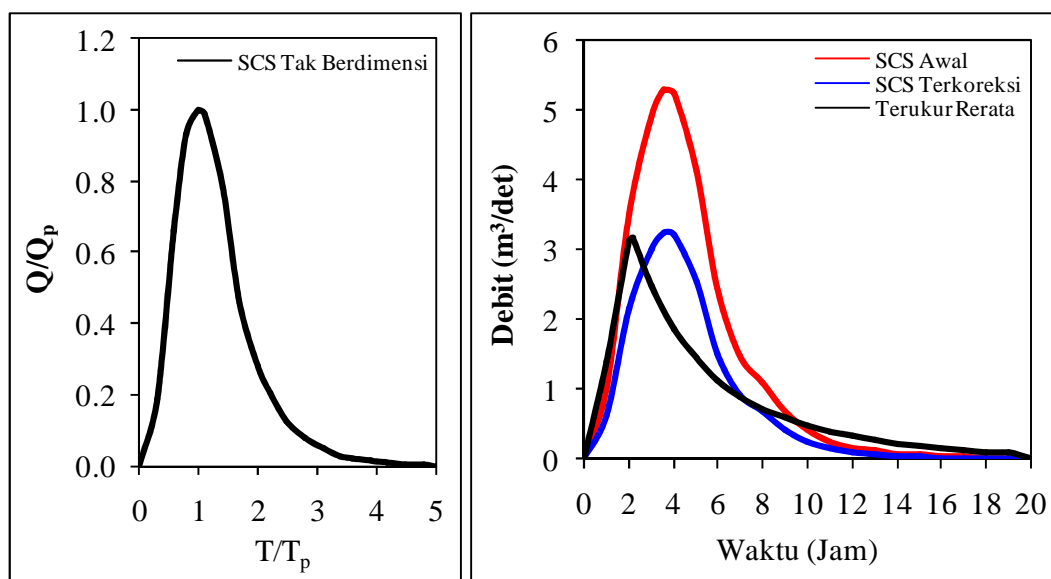 1.2
1.0
0.8
0.6
0.4
0.2
0.0
Q/Qp
SCS Tak Berdimensi
0 1 2 3 4 5
T/Tp
6
5
4
3
2
1
0
Debit (m³/det)
SCS Awal
SCS Terkoreksi
Terukur Rerata
0 2 4 6 8 10 12 14 16 18 20
Waktu (Jam)